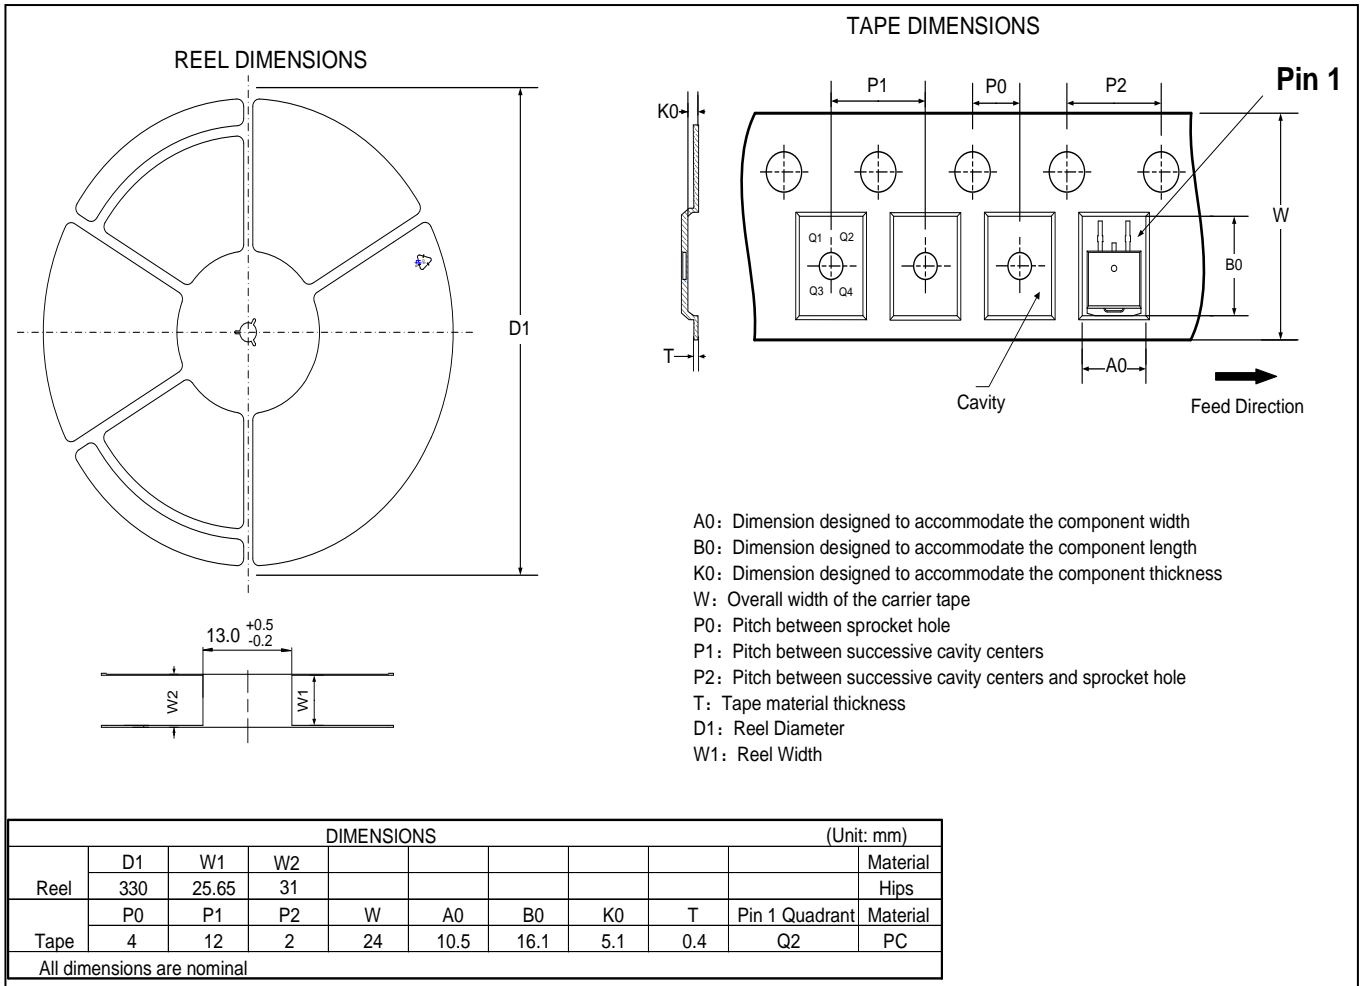 TAPE DIMENSIONS
REEL DIMENSIONS
Pin 1
P1
P0
P2
K0
W
Q1 Q2
Q3 Q4
B0
D1
T
A0
Cavity
Feed Direction
A0: Dimension designed to accommodate the component width
B0: Dimension designed to accommodate the component length
K0: Dimension designed to accommodate the component thickness
W: Overall width of the carrier tape
P0: Pitch between sprocket hole
P1: Pitch between successive cavity centers
P2: Pitch between successive cavity centers and sprocket hole
T: Tape material thickness
D1: Reel Diameter
W1: Reel Width
13.0 +0.5
-0.2
W2
W1
DIMENSIONS (Unit: mm)
D1 W1 W2 Material
Reel 330 25.65 31 Hips
P0 P1 P2 W A0 B0 K0 T Pin 1 Quadrant Material
Tape 4 12 2 24 10.5 16.1 5.1 0.4 Q2 PC
All dimensions are nominal